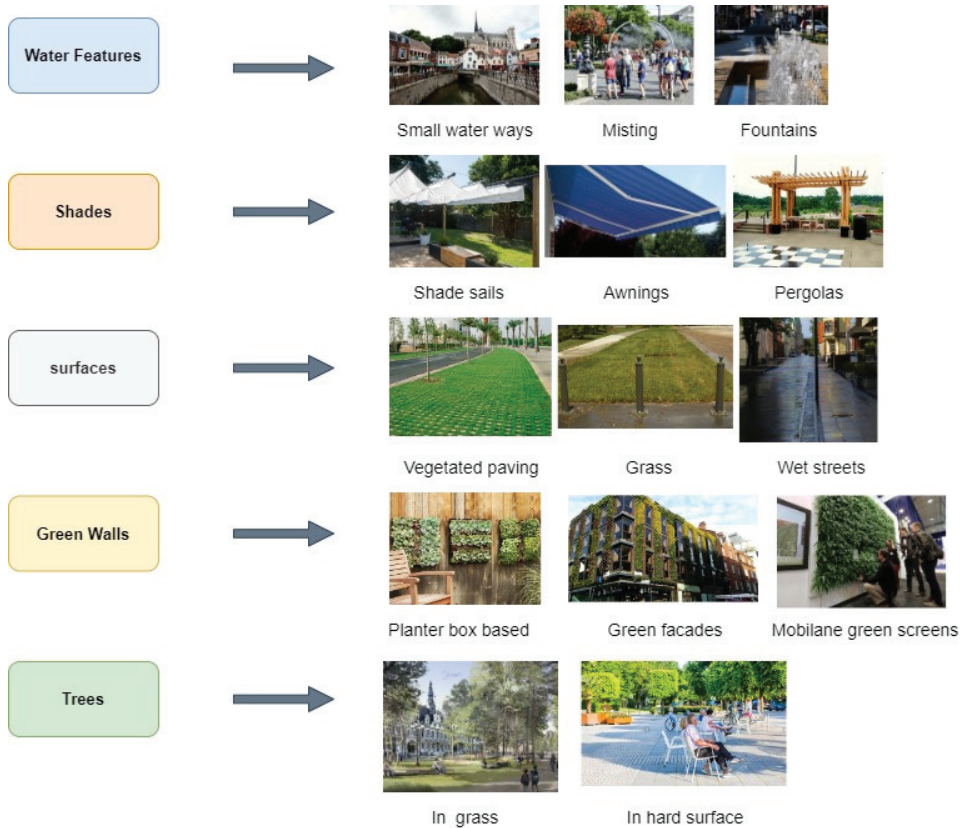 Water Features
Small water ways
Misting
Fountains
Shades
Shade sails
Awnings
Pergolas
surfaces
Vegetated paving
Grass
Wet streets
Green Walls
Planter box based
Green facades
Mobilane green screens
Trees
In grass
In hard surface